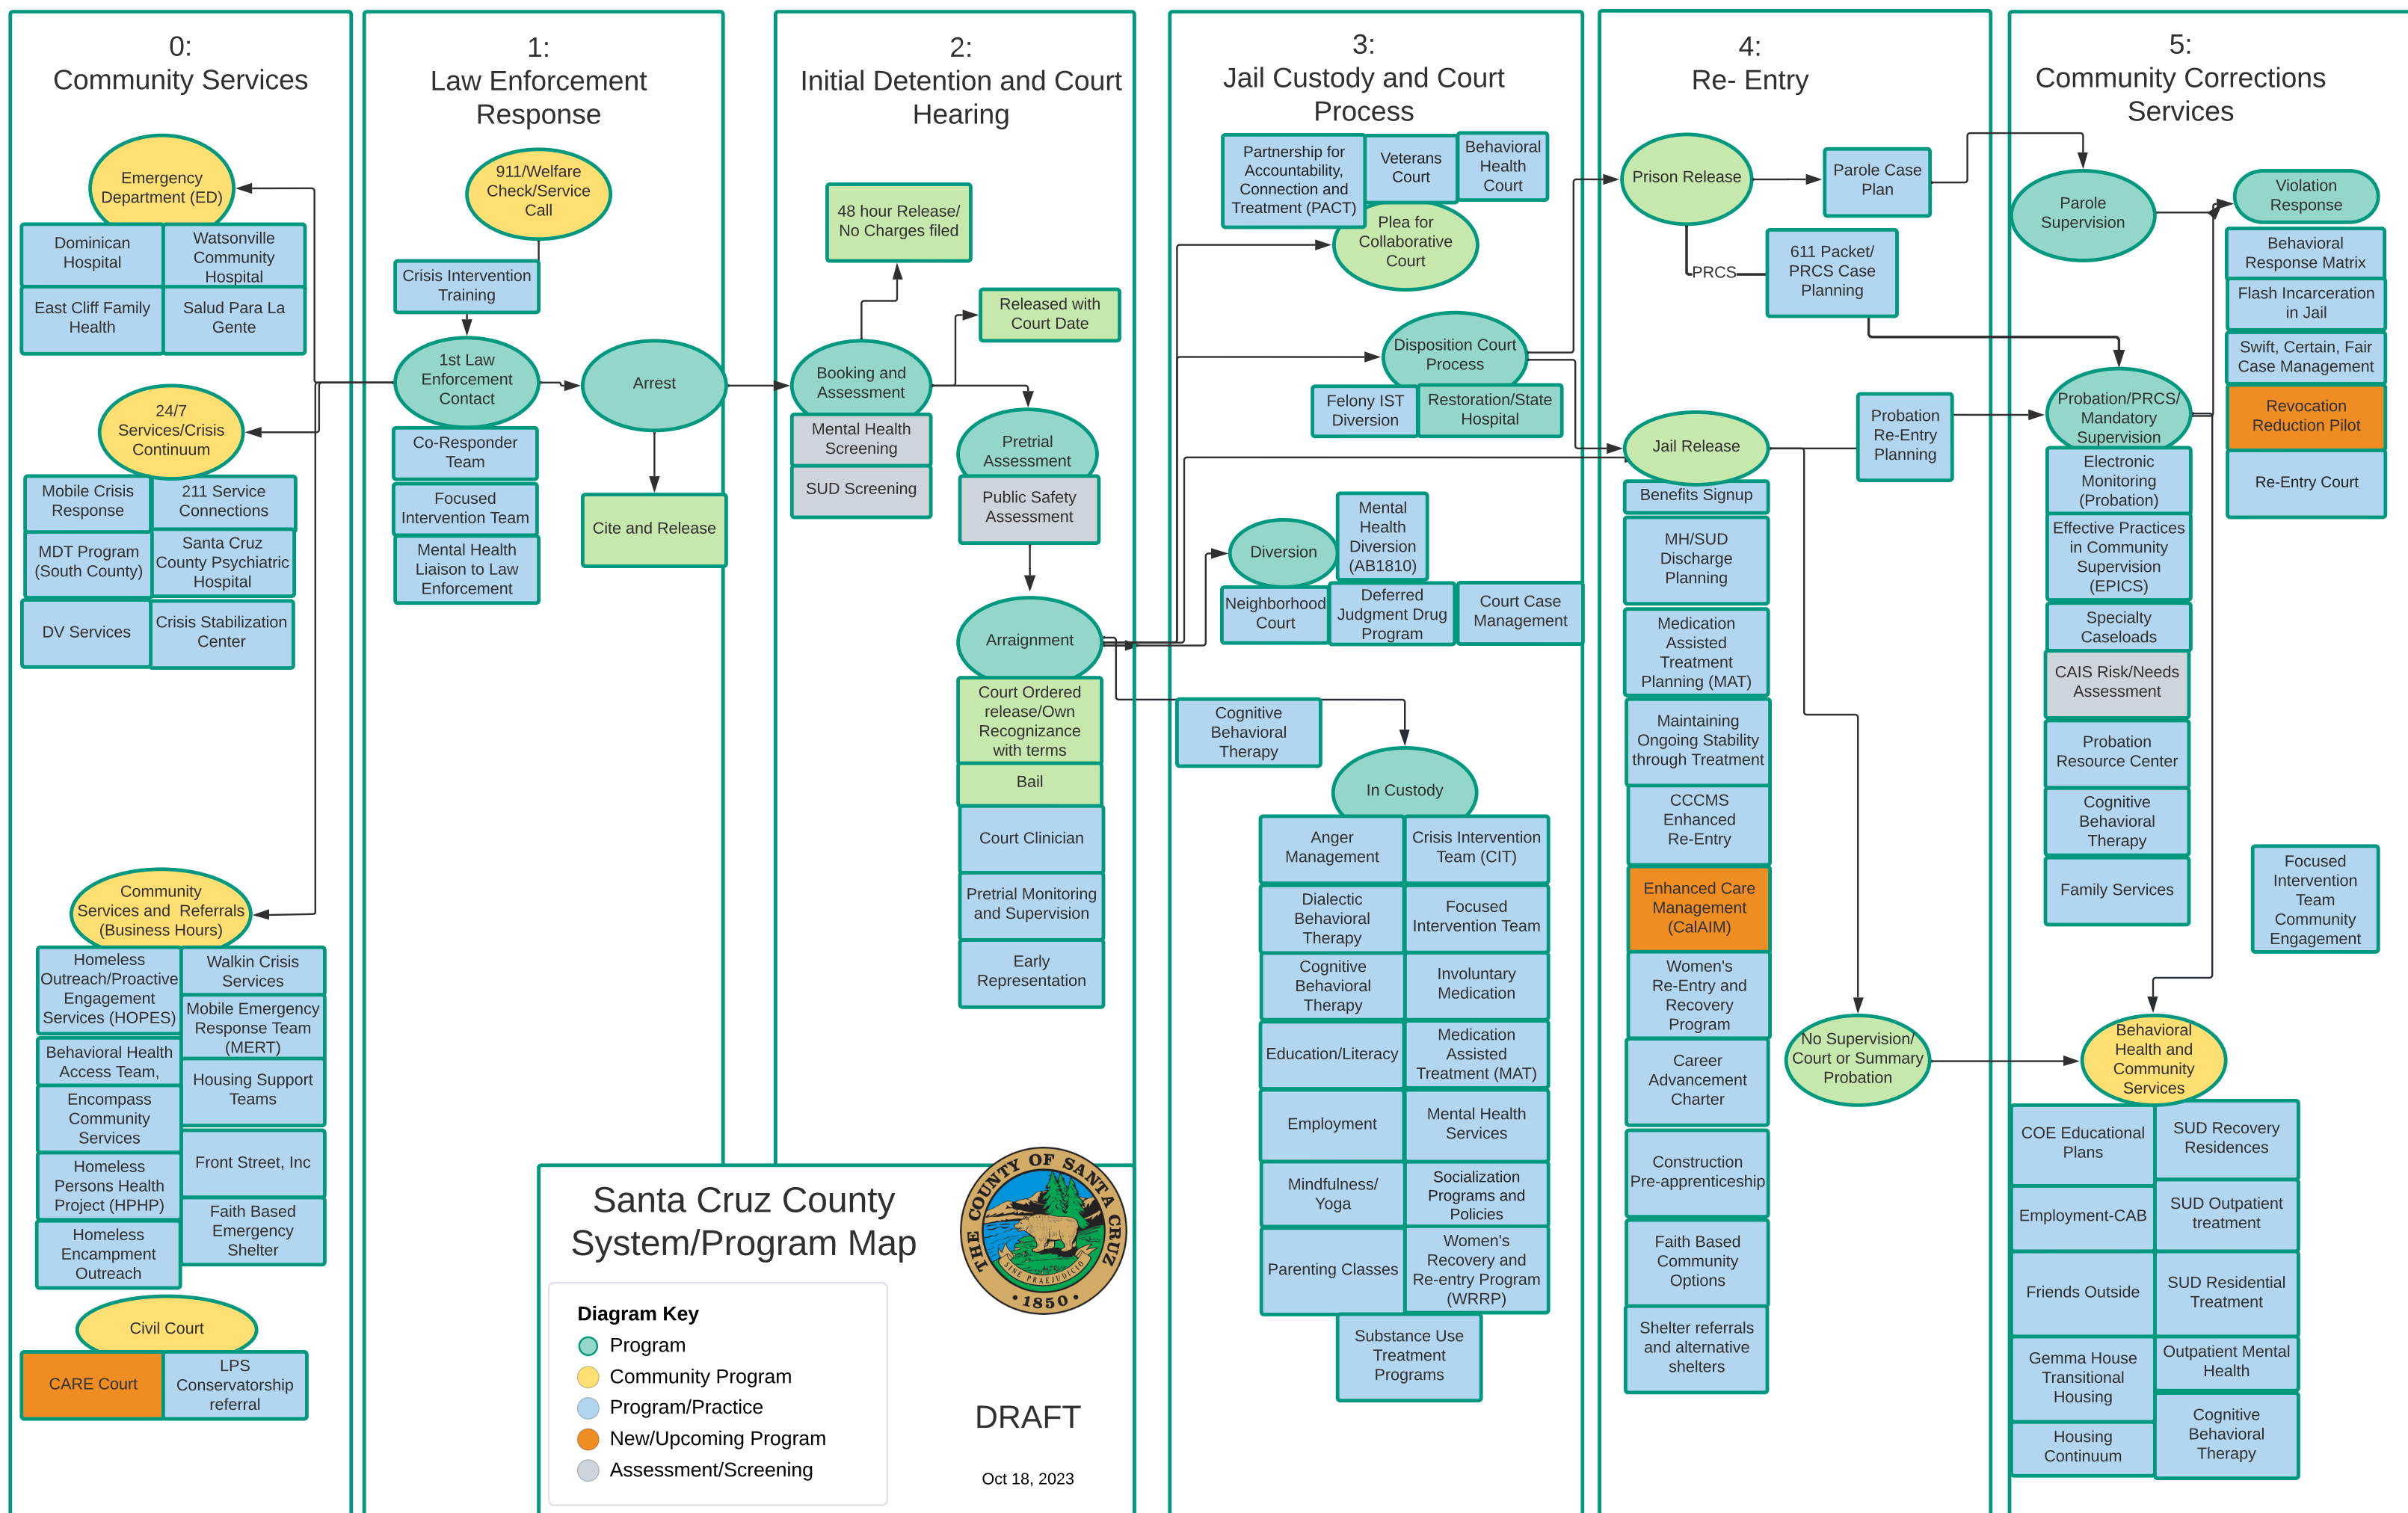 0:
Community Services
Emergency
Department (ED)
Dominican
Hospital
Watsonville
Community
Hospital
East Cliff Family
Health
Salud Para La
Gente
24/7
Services/Crisis
Continuum
Mobile Crisis
Response
211 Service
Connections
MDT Program
(South County)
Santa Cruz
County Psychiatric
Hospital
DV Services
Crisis Stabilization
Center
Community
Services and  Referrals
(Business Hours)
Homeless
Outreach/Proactive
Engagement
Services (HOPES)
Walkin Crisis
Services
Mobile Emergency
Response Team
(MERT)
Behavioral Health
Access Team,
Housing Support
Teams
Encompass
Community
Services
Front Street, Inc
Homeless
Persons Health
Project (HPHP)
Faith Based
Emergency
Shelter
Homeless
Encampment
Outreach
Civil Court
CARE Court
LPS
Conservatorship
referral
1:
Law Enforcement
Response
911/Welfare
Check/Service
Call
Crisis Intervention
Training
1st Law
Enforcement
Contact
Co-Responder
Team
Focused
Intervention Team
Mental Health
Liaison to Law
Enforcement
Arrest
Cite and Release
2:
Initial Detention and Court
Hearing
48 hour Release/
No Charges filed
Released with
Court Date
Booking and
Assessment
Mental Health
Screening
SUD Screening
Pretrial
Assessment
Public Safety
Assessment
Arraignment
Court Ordered
release/Own
Recognizance
with terms
Bail
Court Clinician
Pretrial Monitoring
and Supervision
Early
Representation
3:
Jail Custody and Court
Process
Partnership for
Accountability,
Connection and
Treatment (PACT)
Veterans
Court
Behavioral
Health
Court
Plea for
Collaborative
Court
Disposition Court
Process
Felony IST
Diversion
Restoration/State
Hospital
Diversion
Mental
Health
Diversion
(AB1810)
Neighborhood
Court
Deferred
Judgment Drug
Program
Court Case
Management
Cognitive
Behavioral
Therapy
In Custody
Anger
Management
Crisis Intervention
Team (CIT)
Dialectic
Behavioral
Therapy
Focused
Intervention Team
Cognitive
Behavioral
Therapy
Involuntary
Medication
Education/Literacy
Medication
Assisted
Treatment (MAT)
Employment
Mental Health
Services
Mindfulness/
Yoga
Socialization
Programs and
Policies
Parenting Classes
Women's
Recovery and
Re-entry Program
(WRRP)
Substance Use
Treatment
Programs
4:
Re- Entry
Prison Release
Parole Case
Plan
PRCS
611 Packet/
PRCS Case
Planning
Jail Release
Probation
Re-Entry
Planning
Benefits Signup
MH/SUD
Discharge
Planning
Medication
Assisted
Treatment
Planning (MAT)
Maintaining
Ongoing Stability
through Treatment
CCCMS
Enhanced
Re-Entry
Enhanced Care
Management
(CalAIM)
Women's
Re-Entry and
Recovery
Program
Career
Advancement
Charter
Construction
Pre-apprenticeship
Faith Based
Community
Options
Shelter referrals
and alternative
shelters
No Supervision/
Court or Summary
Probation
5:
Community Corrections
Services
Parole
Supervision
Violation
Response
Behavioral
Response Matrix
Flash Incarceration
in Jail
Swift, Certain, Fair
Case Management
Revocation
Reduction Pilot
Re-Entry Court
Probation/PRCS/
Mandatory
Supervision
Electronic
Monitoring
(Probation)
Effective Practices
in Community
Supervision
(EPICS)
Specialty
Caseloads
CAIS Risk/Needs
Assessment
Probation
Resource Center
Cognitive
Behavioral
Therapy
Family Services
Focused
Intervention
Team
Community
Engagement
Behavioral
Health and
Community
Services
COE Educational
Plans
SUD Recovery
Residences
Employment-CAB
SUD Outpatient
treatment
Friends Outside
SUD Residential
Treatment
Gemma House
Transitional
Housing
Outpatient Mental
Health
Housing
Continuum
Cognitive
Behavioral
Therapy
Santa Cruz County
System/Program Map
THE COUNTY OF SANTA CRUZ
SINE PRAEJUDICIO
• 1850 •
Diagram Key
Program
Community Program
Program/Practice
New/Upcoming Program
Assessment/Screening
DRAFT
Oct 18, 2023